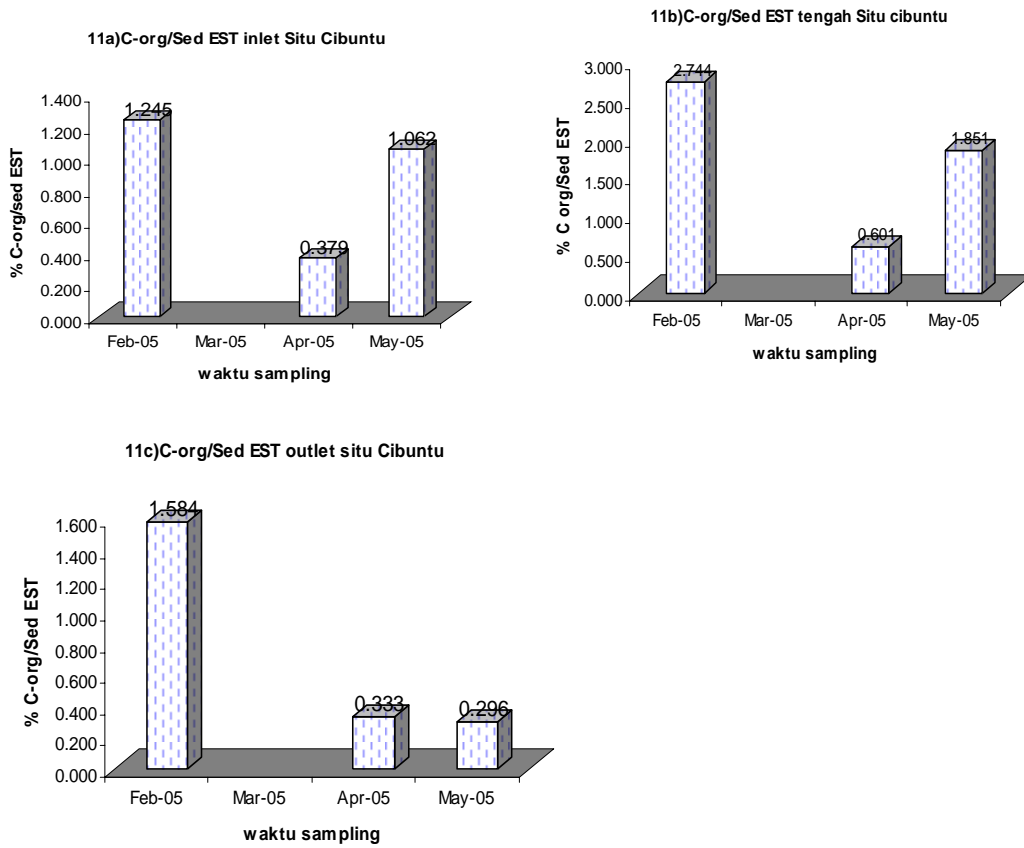 11a)C-org/Sed EST inlet Situ Cibuntu
% C-org/sed EST
1.400
1.200
1.000
0.800
0.600
0.400
0.200
0.000
1.245
0.379
1.062
Feb-05 Mar-05 Apr-05 May-05
waktu sampling
11b)C-org/Sed EST tengah Situ cibuntu
% C org/Sed EST
3.000
2.500
2.000
1.500
1.000
0.500
0.000
2.744
0.601
1.851
Feb-05 Mar-05 Apr-05 May-05
waktu sampling
11c)C-org/Sed EST outlet situ Cibuntu
% C-org/Sed EST
1.600
1.400
1.200
1.000
0.800
0.600
0.400
0.200
0.000
1.584
0.333
0.296
Feb-05 Mar-05 Apr-05 May-05
waktu sampling